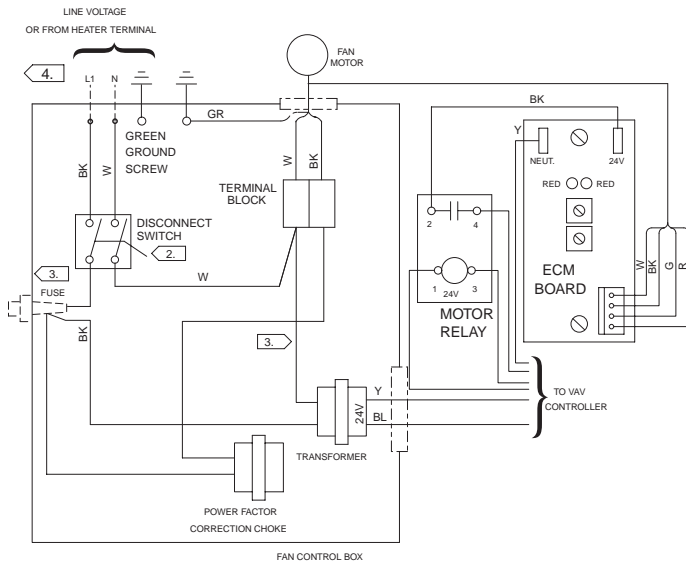 LINE VOLTAGE
OR FROM HEATER TERMINAL
4.
L1
N
FAN
MOTOR
GR
GREEN
GROUND
SCREW
BK
W
W
BK
TERMINAL
BLOCK
DISCONNECT
SWITCH
2.
W
3.
FUSE
BK
3.
Y
24V
BL
TRANSFORMER
POWER FACTOR
CORRECTION CHOKE
FAN CONTROL BOX
BK
Y
NEUT.
24V
RED
RED
2
4
1
24V
3
MOTOR
RELAY
ECM
BOARD
W
BK
G
R
TO VAV
CONTROLLER